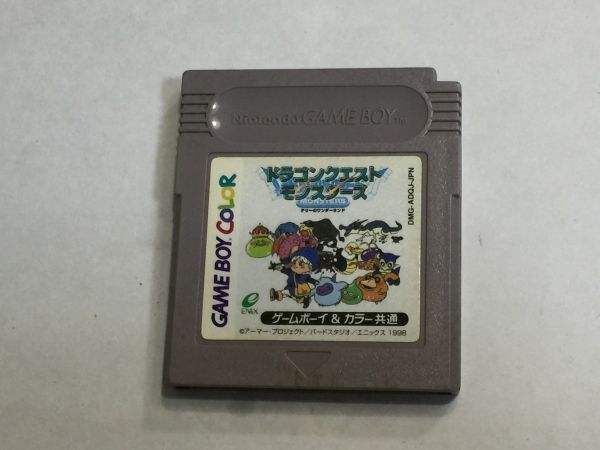 Nintendo GAME BOY TM
ドラゴンクエスト
モンスターズ
MONSTERS
テリーのワンダーランド
GAME BOY COLOR
DMG-ADQJ-JPN
ENIX
ゲームボーイ & カラー共通
©アーマー・プロジェクト/バードスタジオ/エニックス 1998